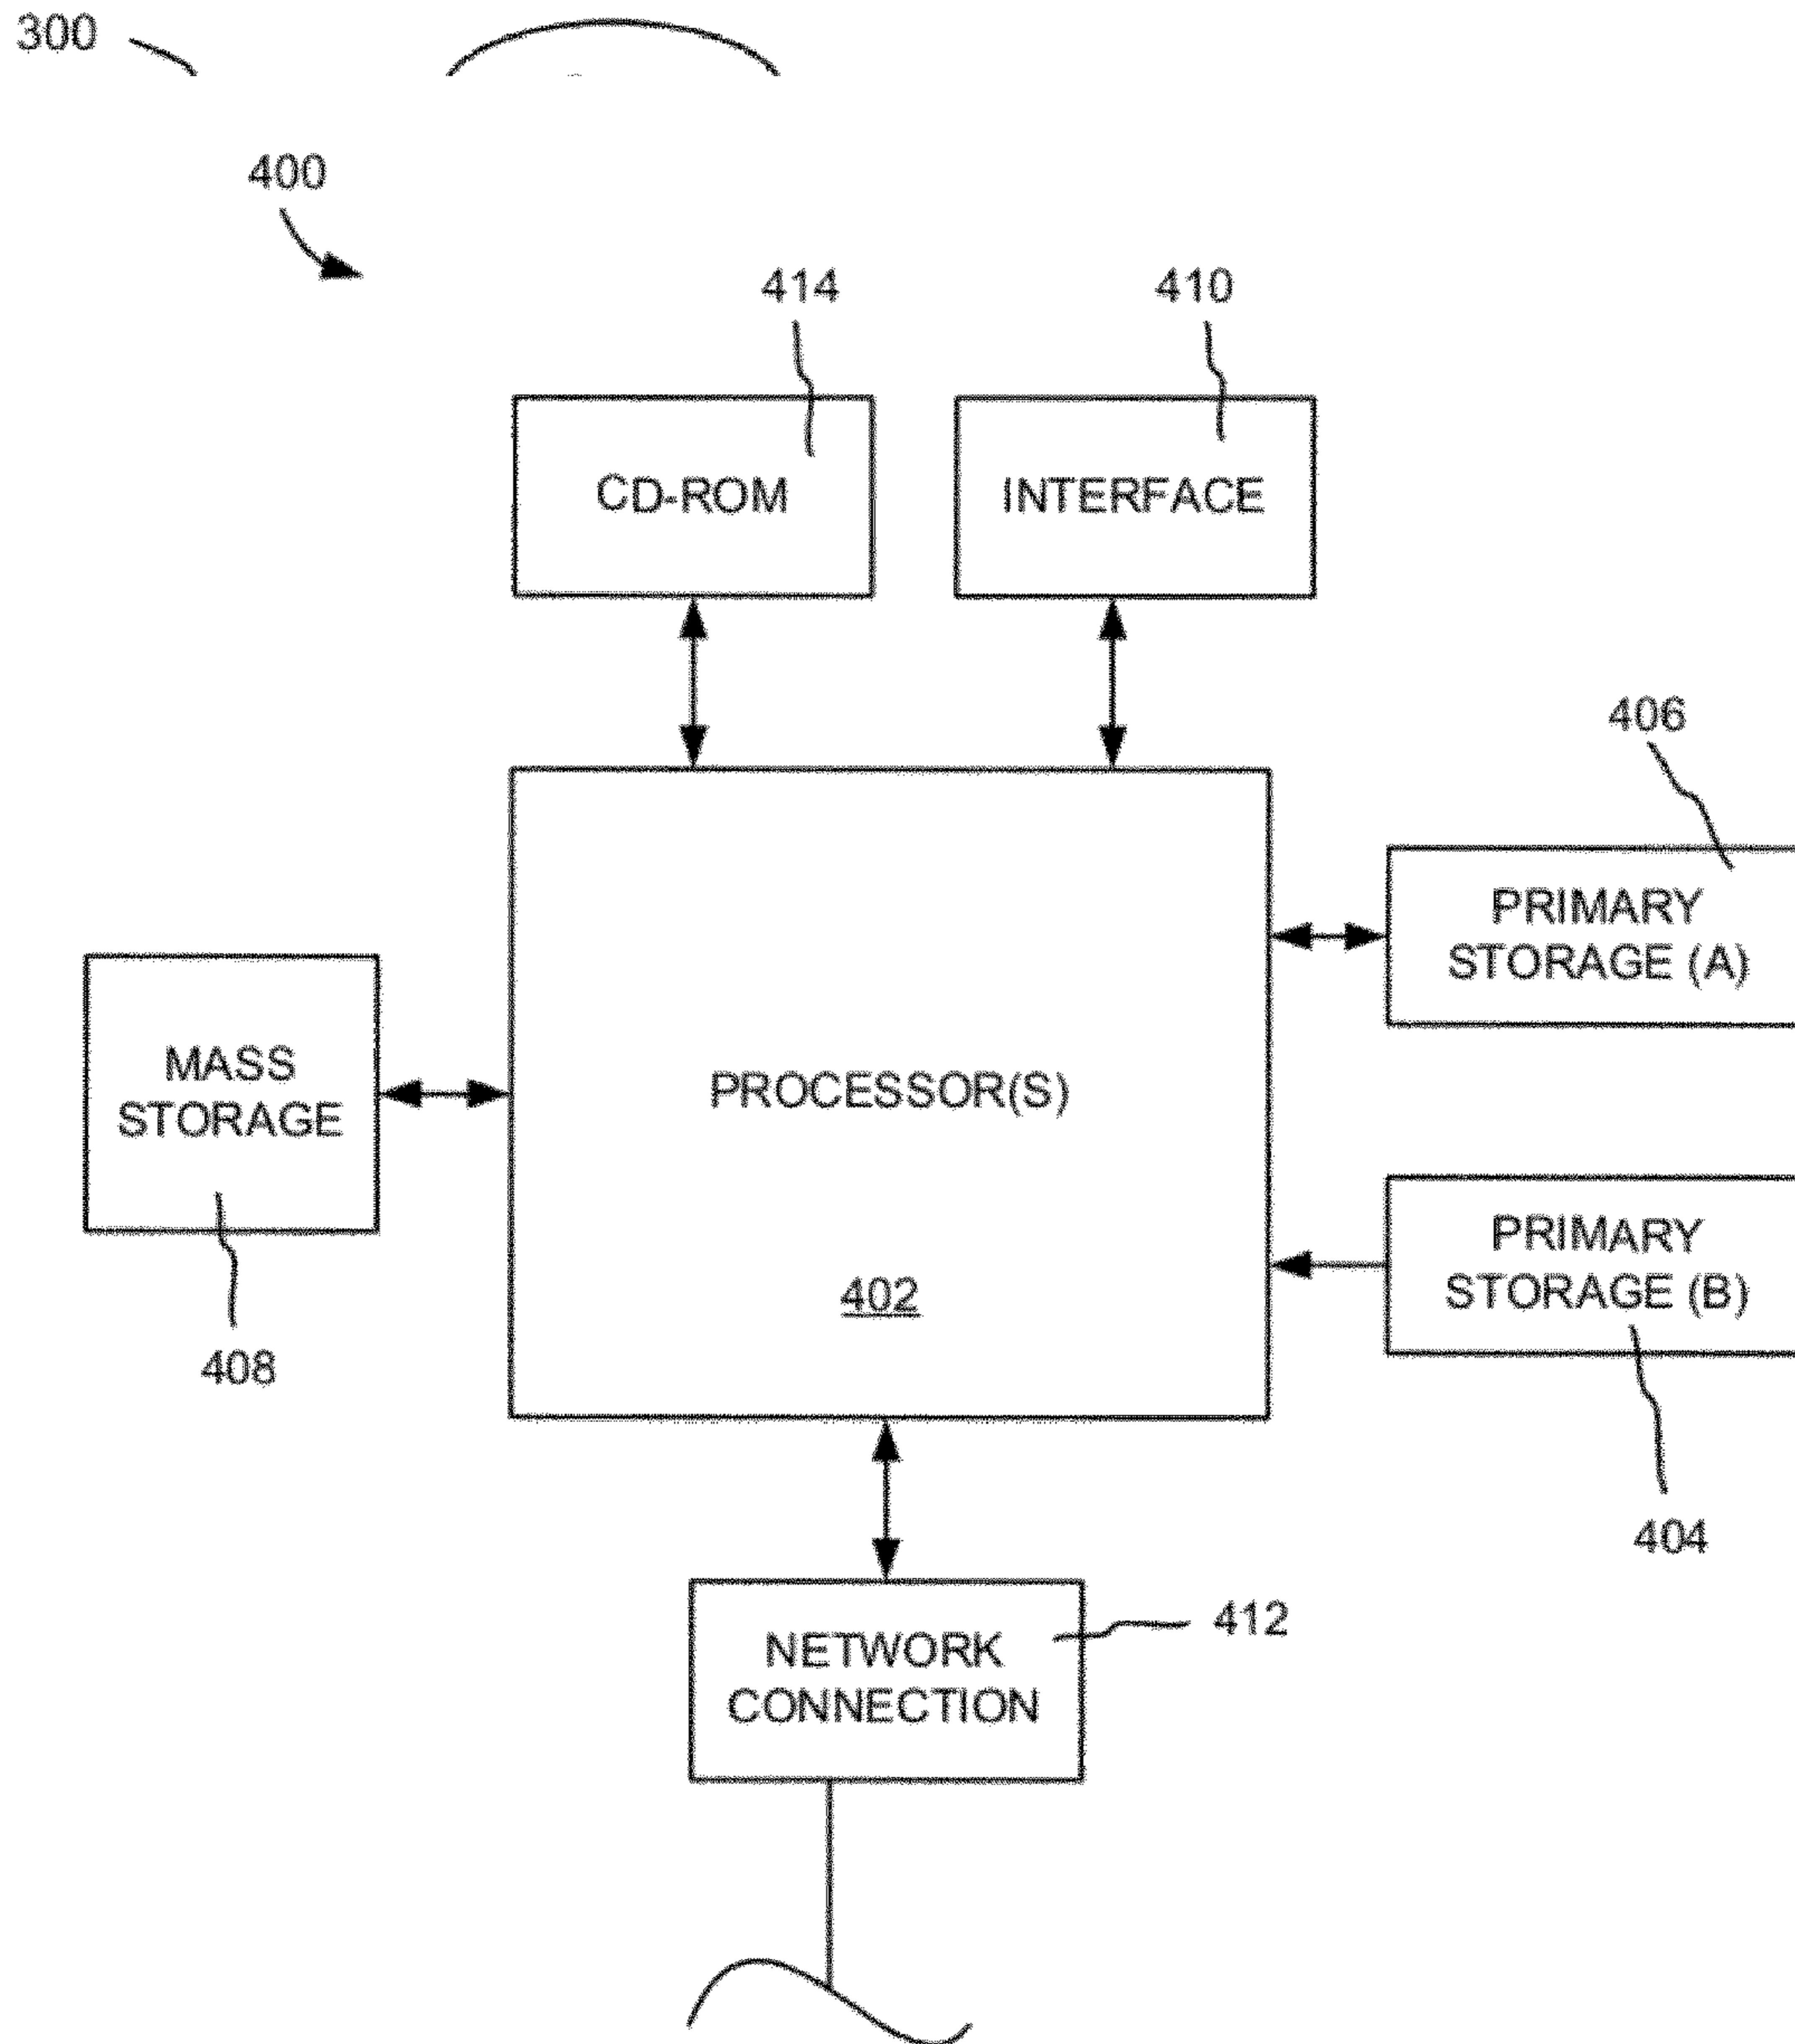 300
400
414
410
CD-ROM
INTERFACE
406
PRIMARY
STORAGE (A)
MASS
STORAGE
PROCESSOR(S)
PRIMARY
STORAGE (B)
402
408
404
412
NETWORK
CONNECTION